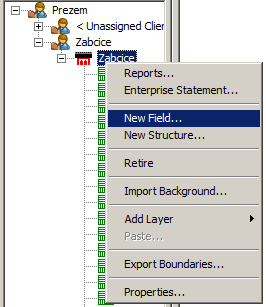 Prezem
< Unassigned Clien
Zabcice
Zabcice
Reports...
Enterprise Statement...
New Field...
New Structure...
Retire
Import Background...
Add Layer
Paste...
Export Boundaries...
Properties...